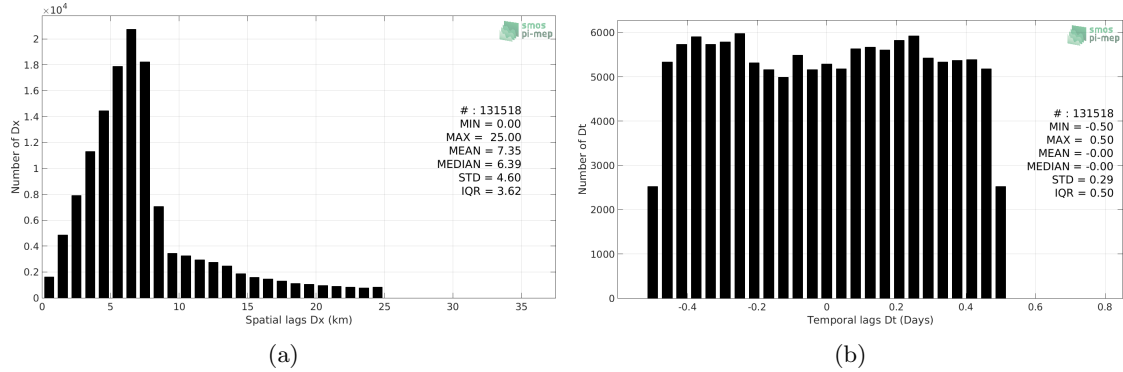 ×10⁴
2
1.8
1.6
1.4
1.2
1
0.8
0.6
0.4
0.2
0
Number of Dx
smos
pi-mep
# : 131518
MIN = 0.00
MAX = 25.00
MEAN = 7.35
MEDIAN = 6.39
STD = 4.60
IQR = 3.62
0 5 10 15 20 25 30 35
Spatial lags Dx (km)
(a)
6000
5000
4000
3000
2000
1000
0
Number of Dt
smos
pi-mep
# : 131518
MIN = -0.50
MAX = 0.50
MEAN = -0.00
MEDIAN = -0.00
STD = 0.29
IQR = 0.50
-0.4 -0.2 0 0.2 0.4 0.6 0.8
Temporal lags Dt (Days)
(b)